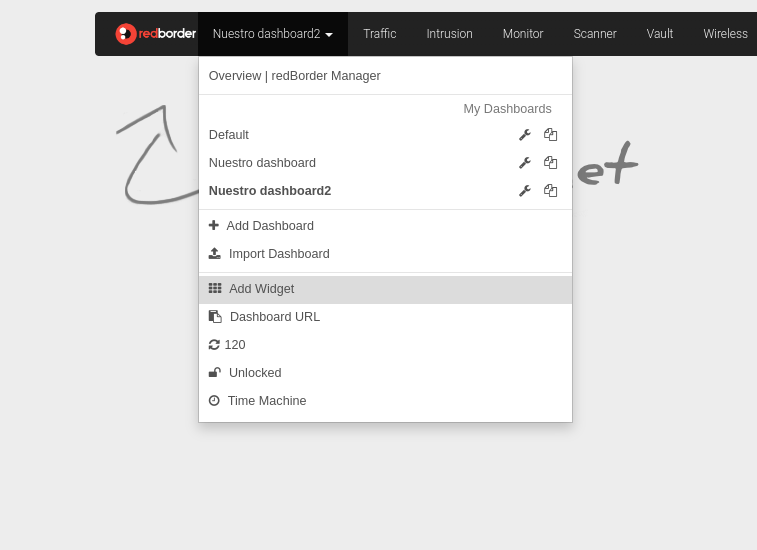 redborder Nuestro dashboard2 Traffic Intrusion Monitor Scanner Vault Wireless
Overview | redBorder Manager
My Dashboards
Default
Nuestro dashboard
Nuestro dashboard2
Add Dashboard
Import Dashboard
Add Widget
Dashboard URL
120
Unlocked
Time Machine